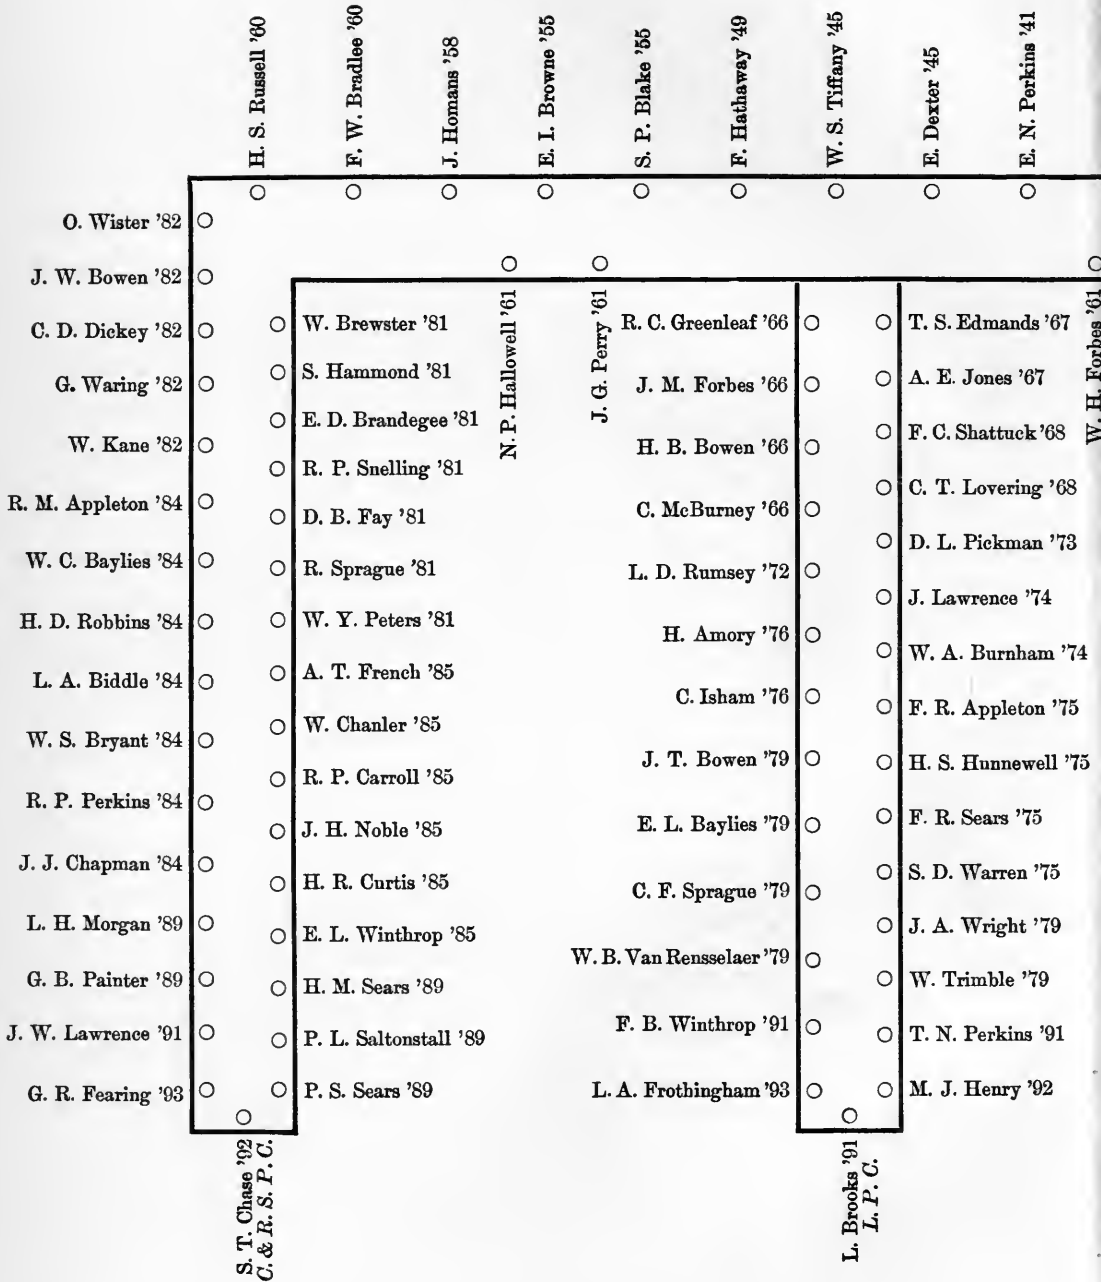 H. S. Russell '60
F. W. Bradlee '60
J. Homans '58
E. I. Browne '55
S. P. Blake '55
F. Hathaway '49
W. S. Tiffany '45
E. Dexter '45
E. N. Perkins '41
O. Wister '82
J. W. Bowen '82
C. D. Dickey '82
G. Waring '82
W. Kane '82
R. M. Appleton '84
W. C. Baylies '84
H. D. Robbins '84
L. A. Biddle '84
W. S. Bryant '84
R. P. Perkins '84
J. J. Chapman '84
L. H. Morgan '89
G. B. Painter '89
J. W. Lawrence '91
G. R. Fearing '93
W. Brewster '81
S. Hammond '81
E. D. Brandegee '81
R. P. Snelling '81
D. B. Fay '81
R. Sprague '81
W. Y. Peters '81
A. T. French '85
W. Chanler '85
R. P. Carroll '85
J. H. Noble '85
H. R. Curtis '85
E. L. Winthrop '85
H. M. Sears '89
P. L. Saltonstall '89
P. S. Sears '89
S. T. Chase '92
C. & R. S. P. C.
N. P. Hallowell '61
J. G. Perry '61
R. C. Greenleaf '66
J. M. Forbes '66
H. B. Bowen '66
C. McBurney '66
L. D. Rumsey '72
H. Amory '76
C. Isham '76
J. T. Bowen '79
E. L. Baylies '79
C. F. Sprague '79
W. B. Van Rensselaer '79
F. B. Winthrop '91
L. A. Frothingham '93
T. S. Edmands '67
A. E. Jones '67
F. C. Shattuck '68
C. T. Lovering '68
D. L. Pickman '73
J. Lawrence '74
W. A. Burnham '74
F. R. Appleton '75
H. S. Hunnewell '75
F. R. Sears '75
S. D. Warren '75
J. A. Wright '79
W. Trimble '79
T. N. Perkins '91
M. J. Henry '92
L. Brooks '91
L. P. C.
W. H. Forbes '61